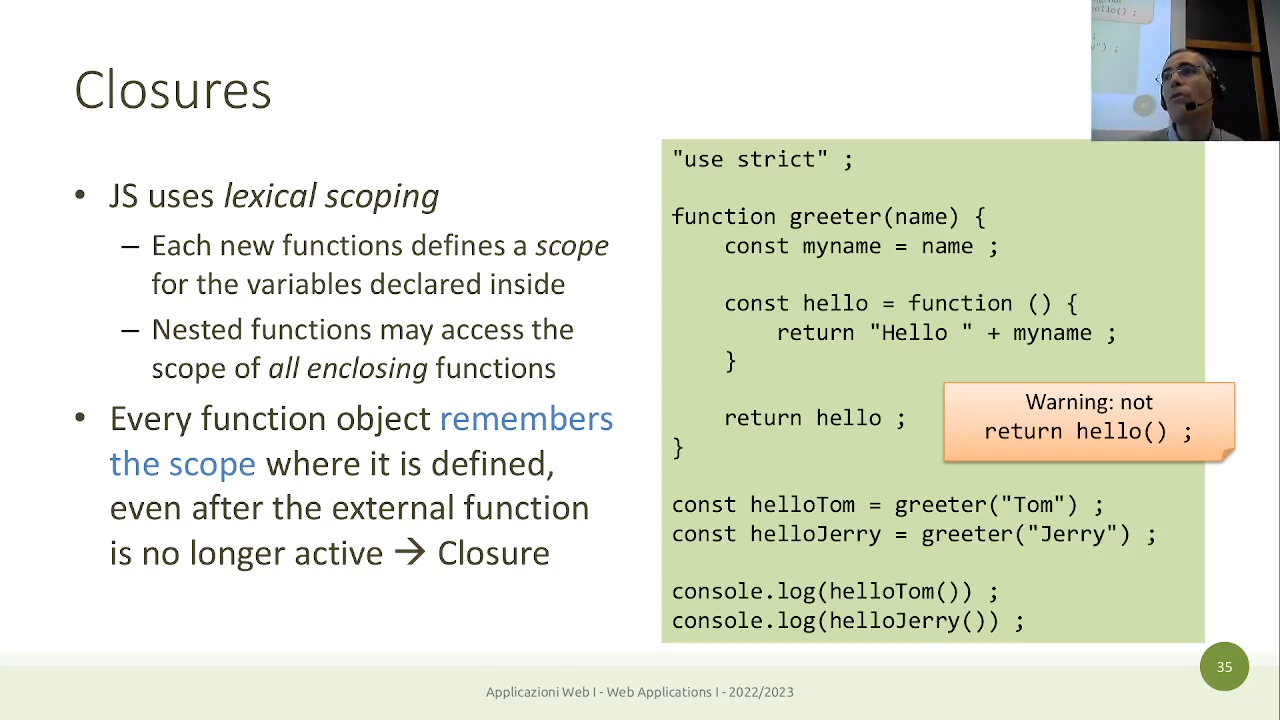 Closures
• JS uses lexical scoping
– Each new functions defines a scope
for the variables declared inside
– Nested functions may access the
scope of all enclosing functions
• Every function object remembers
the scope where it is defined,
even after the external function
is no longer active → Closure
"use strict" ;
function greeter(name) {
    const myname = name ;
    const hello = function () {
        return "Hello " + myname ;
    }
    return hello ;
}
const helloTom = greeter("Tom") ;
const helloJerry = greeter("Jerry") ;
console.log(helloTom()) ;
console.log(helloJerry()) ;
Warning: not
return hello() ;
Applicazioni Web I - Web Applications I - 2022/2023
35